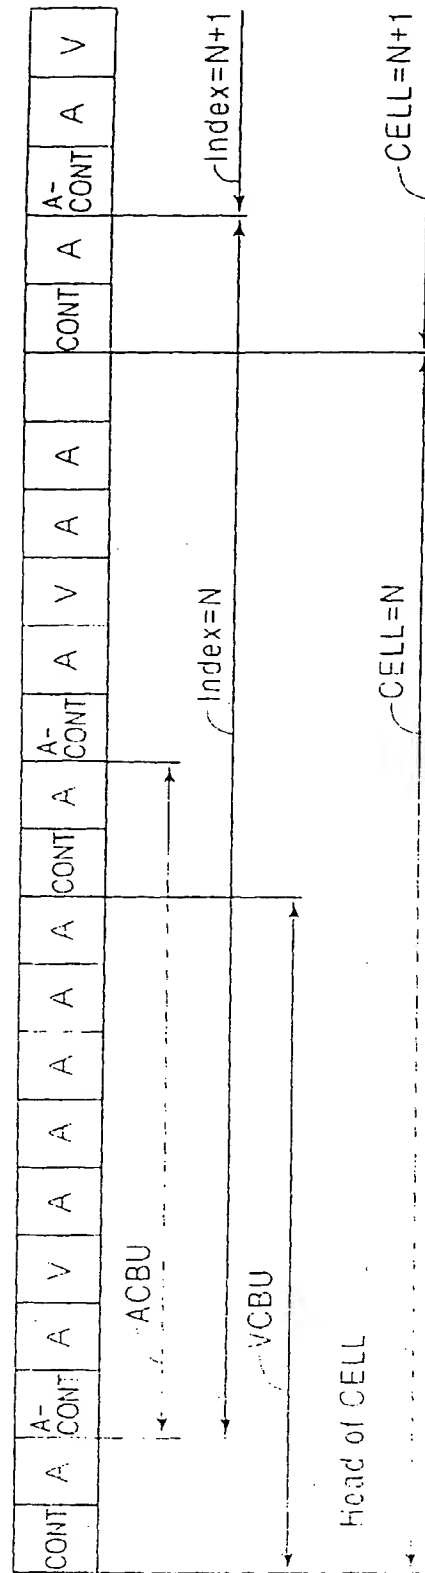 CONT A A-CONT A V A A A A A CONT A A-CONT A V A A CONT A A-CONT A V
ACBU
Index=N
Index=N+1
VCBU
Head of CELL
CELL=N
CELL=N+1